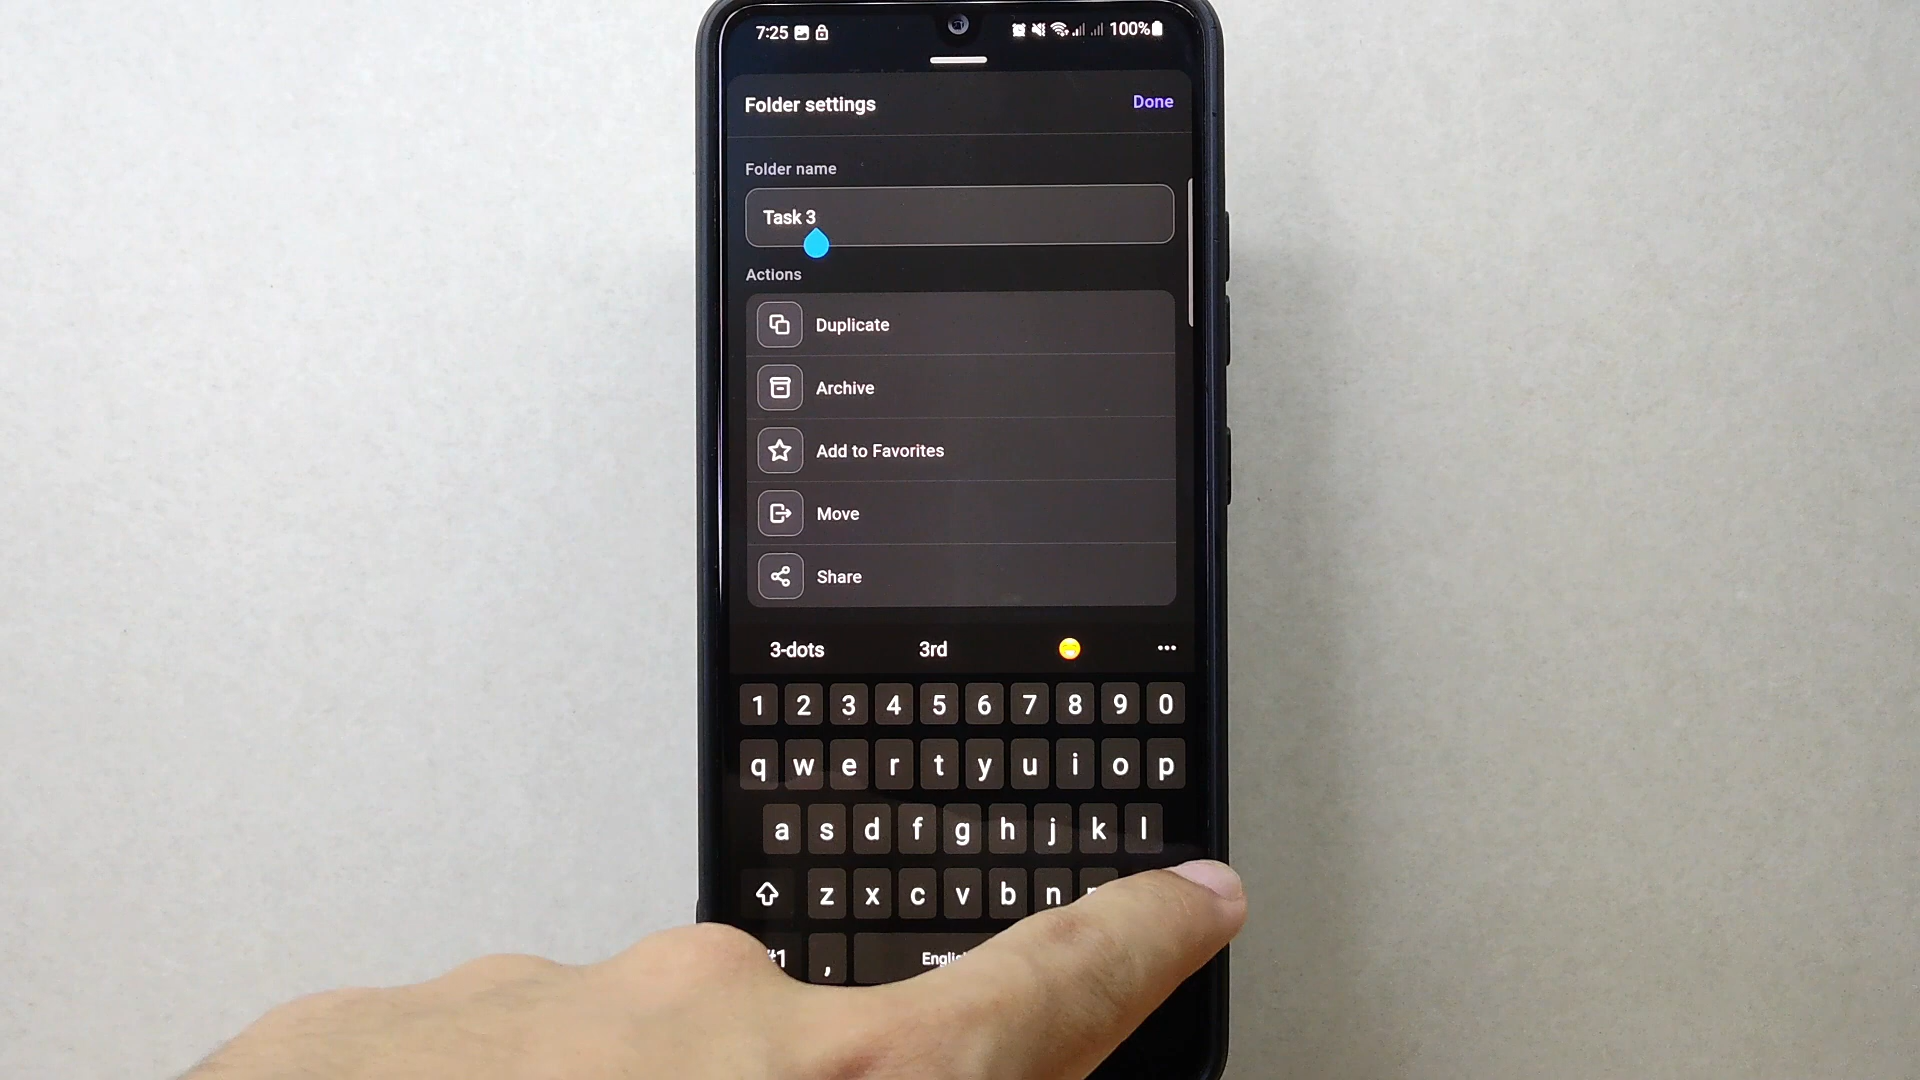 7:25 100%
Folder settings Done
Folder name
Task 3
Actions
Duplicate
Archive
Add to Favorites
Move
Share
3-dots 3rd
1 2 3 4 5 6 7 8 9 0
q w e r t y u i o p
a s d f g h j k l
z x c v b n
,